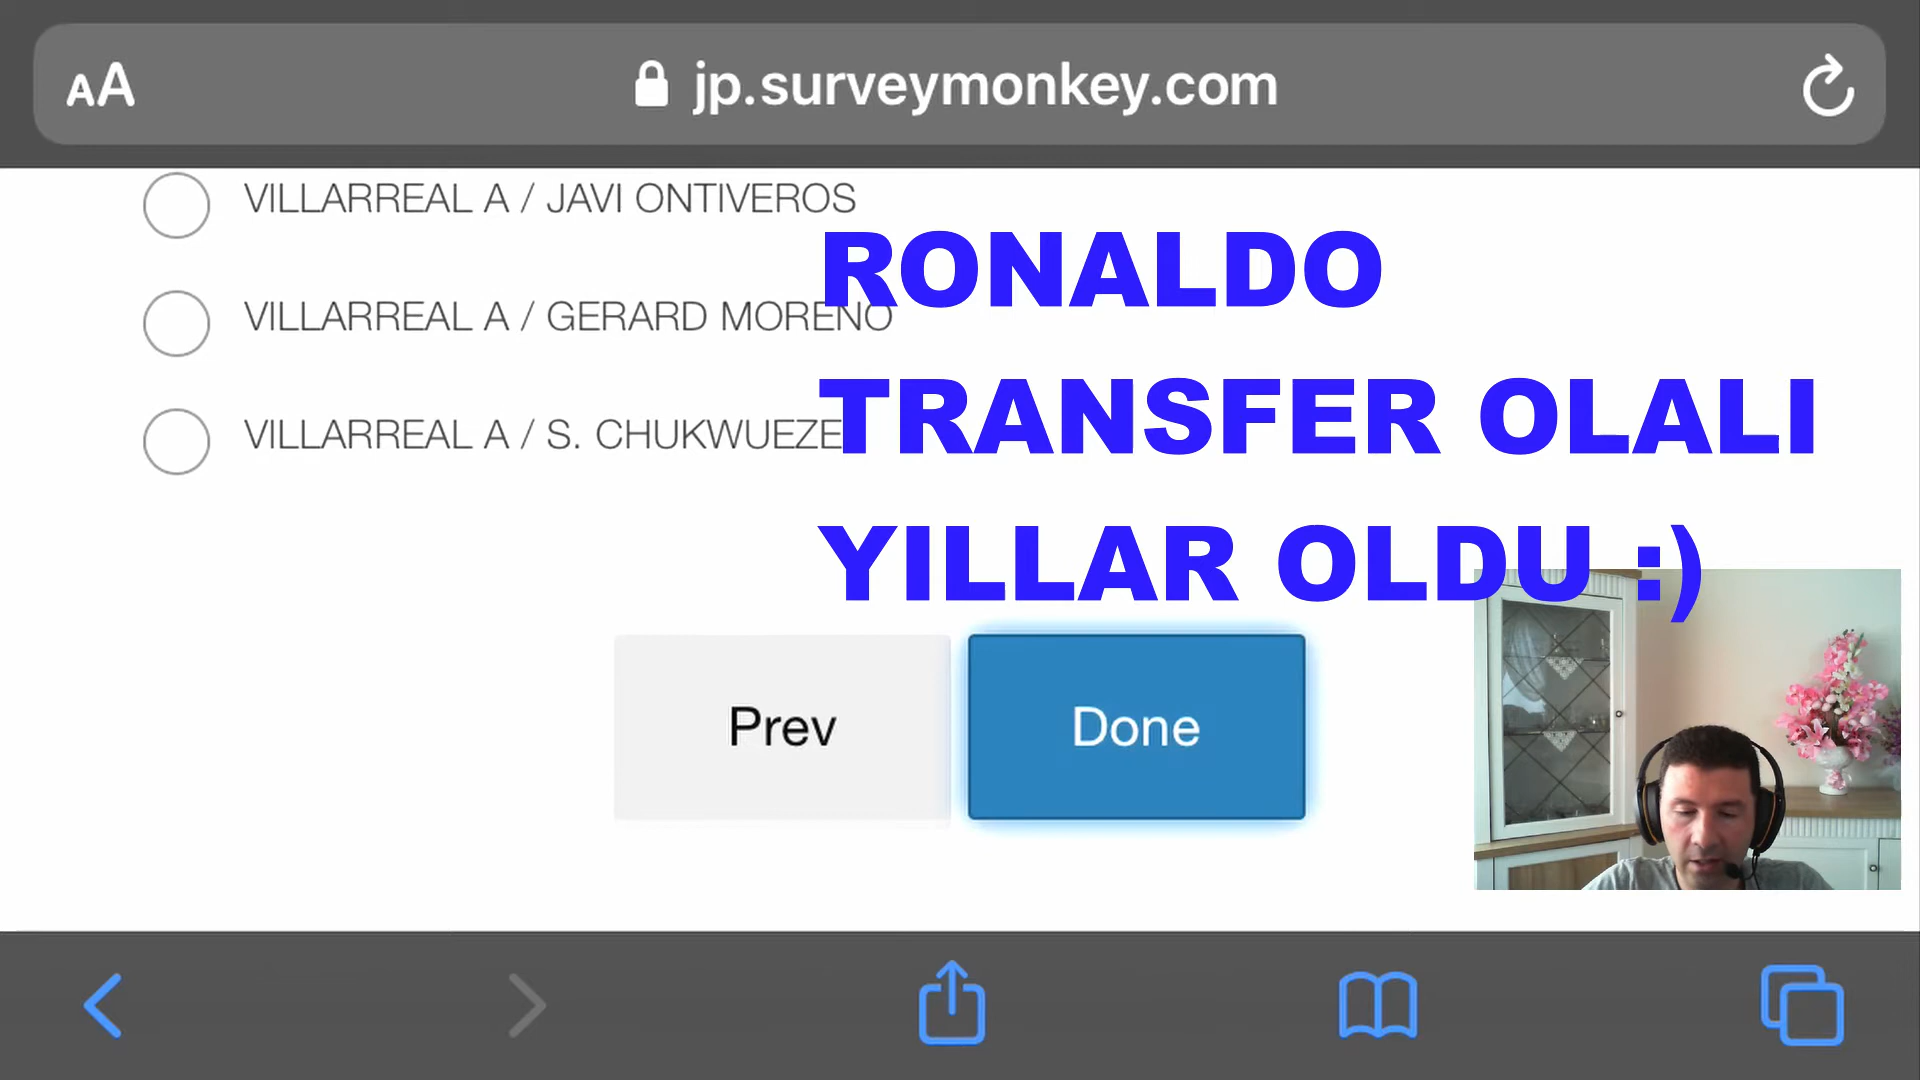 AA
jp.surveymonkey.com
VILLARREAL A / JAVI ONTIVEROS
RONALDO
VILLARREAL A / GERARD MORENO
TRANSFER OLALI
VILLARREAL A / S. CHUKWUEZE
YILLAR OLDU :)
Prev
Done